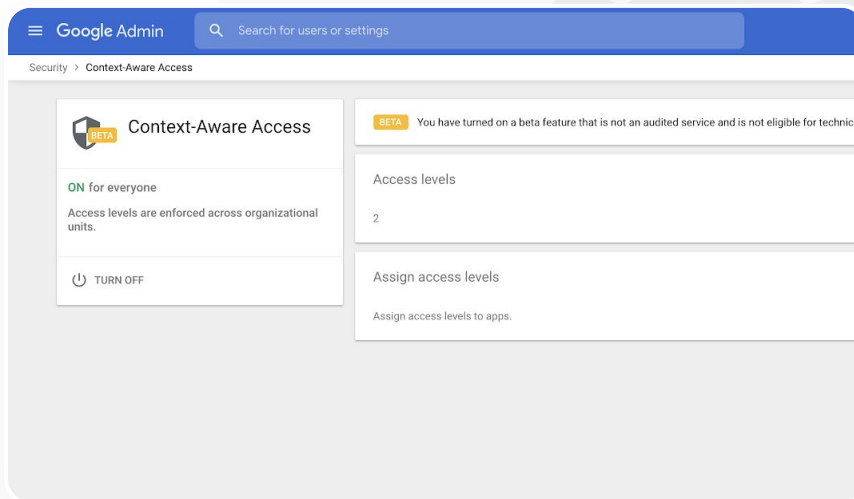 Google Admin
Search for users or settings
Security > Context-Aware Access
BETA
Context-Aware Access
ON for everyone
Access levels are enforced across organizational
units.
TURN OFF
BETA You have turned on a beta feature that is not an audited service and is not eligible for technic
Access levels
2
Assign access levels
Assign access levels to apps.